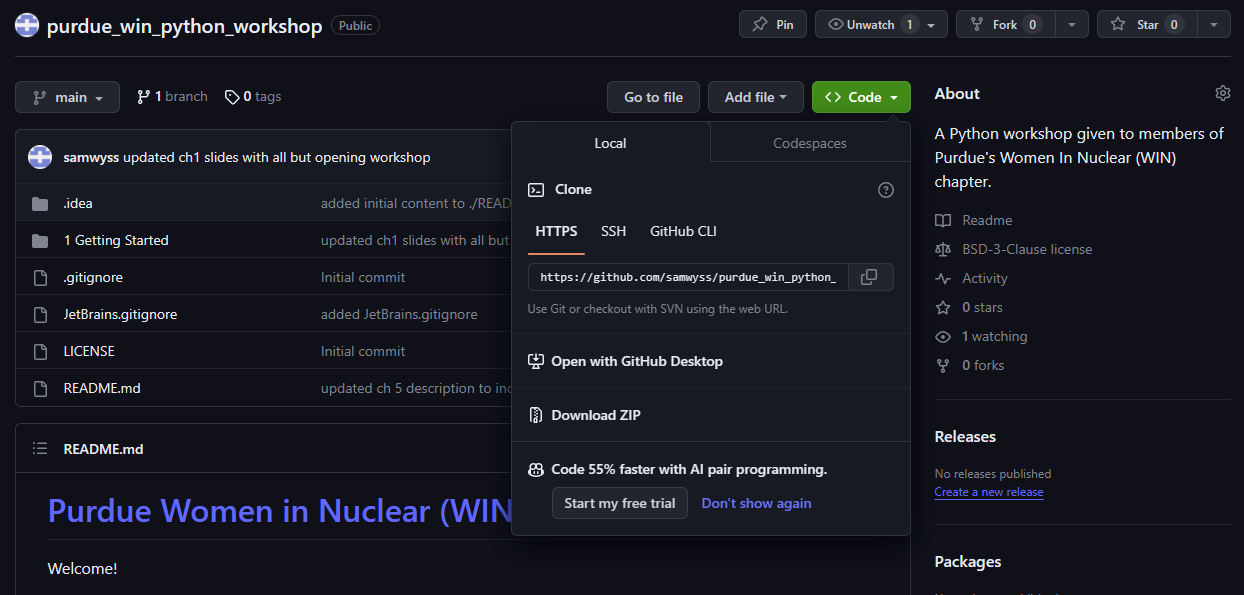 purdue_win_python_workshop Public Pin Unwatch 1 Fork 0 Star 0
main 1 branch 0 tags Go to file Add file Code
samwyss updated ch1 slides with all but opening workshop
.idea added initial content to ./READ
1 Getting Started updated ch1 slides with all but
.gitignore Initial commit
JetBrains.gitignore added JetBrains.gitignore
LICENSE Initial commit
README.md updated ch 5 description to inc
Local Codespaces
Clone
HTTPS SSH GitHub CLI
https://github.com/samwyss/purdue_win_python_
Use Git or checkout with SVN using the web URL.
Open with GitHub Desktop
Download ZIP
Code 55% faster with AI pair programming.
Start my free trial Don't show again
README.md
Purdue Women in Nuclear (WIN
Welcome!
About
A Python workshop given to members of
Purdue's Women In Nuclear (WIN)
chapter.
Readme
BSD-3-Clause license
Activity
0 stars
1 watching
0 forks
Releases
No releases published
Create a new release
Packages